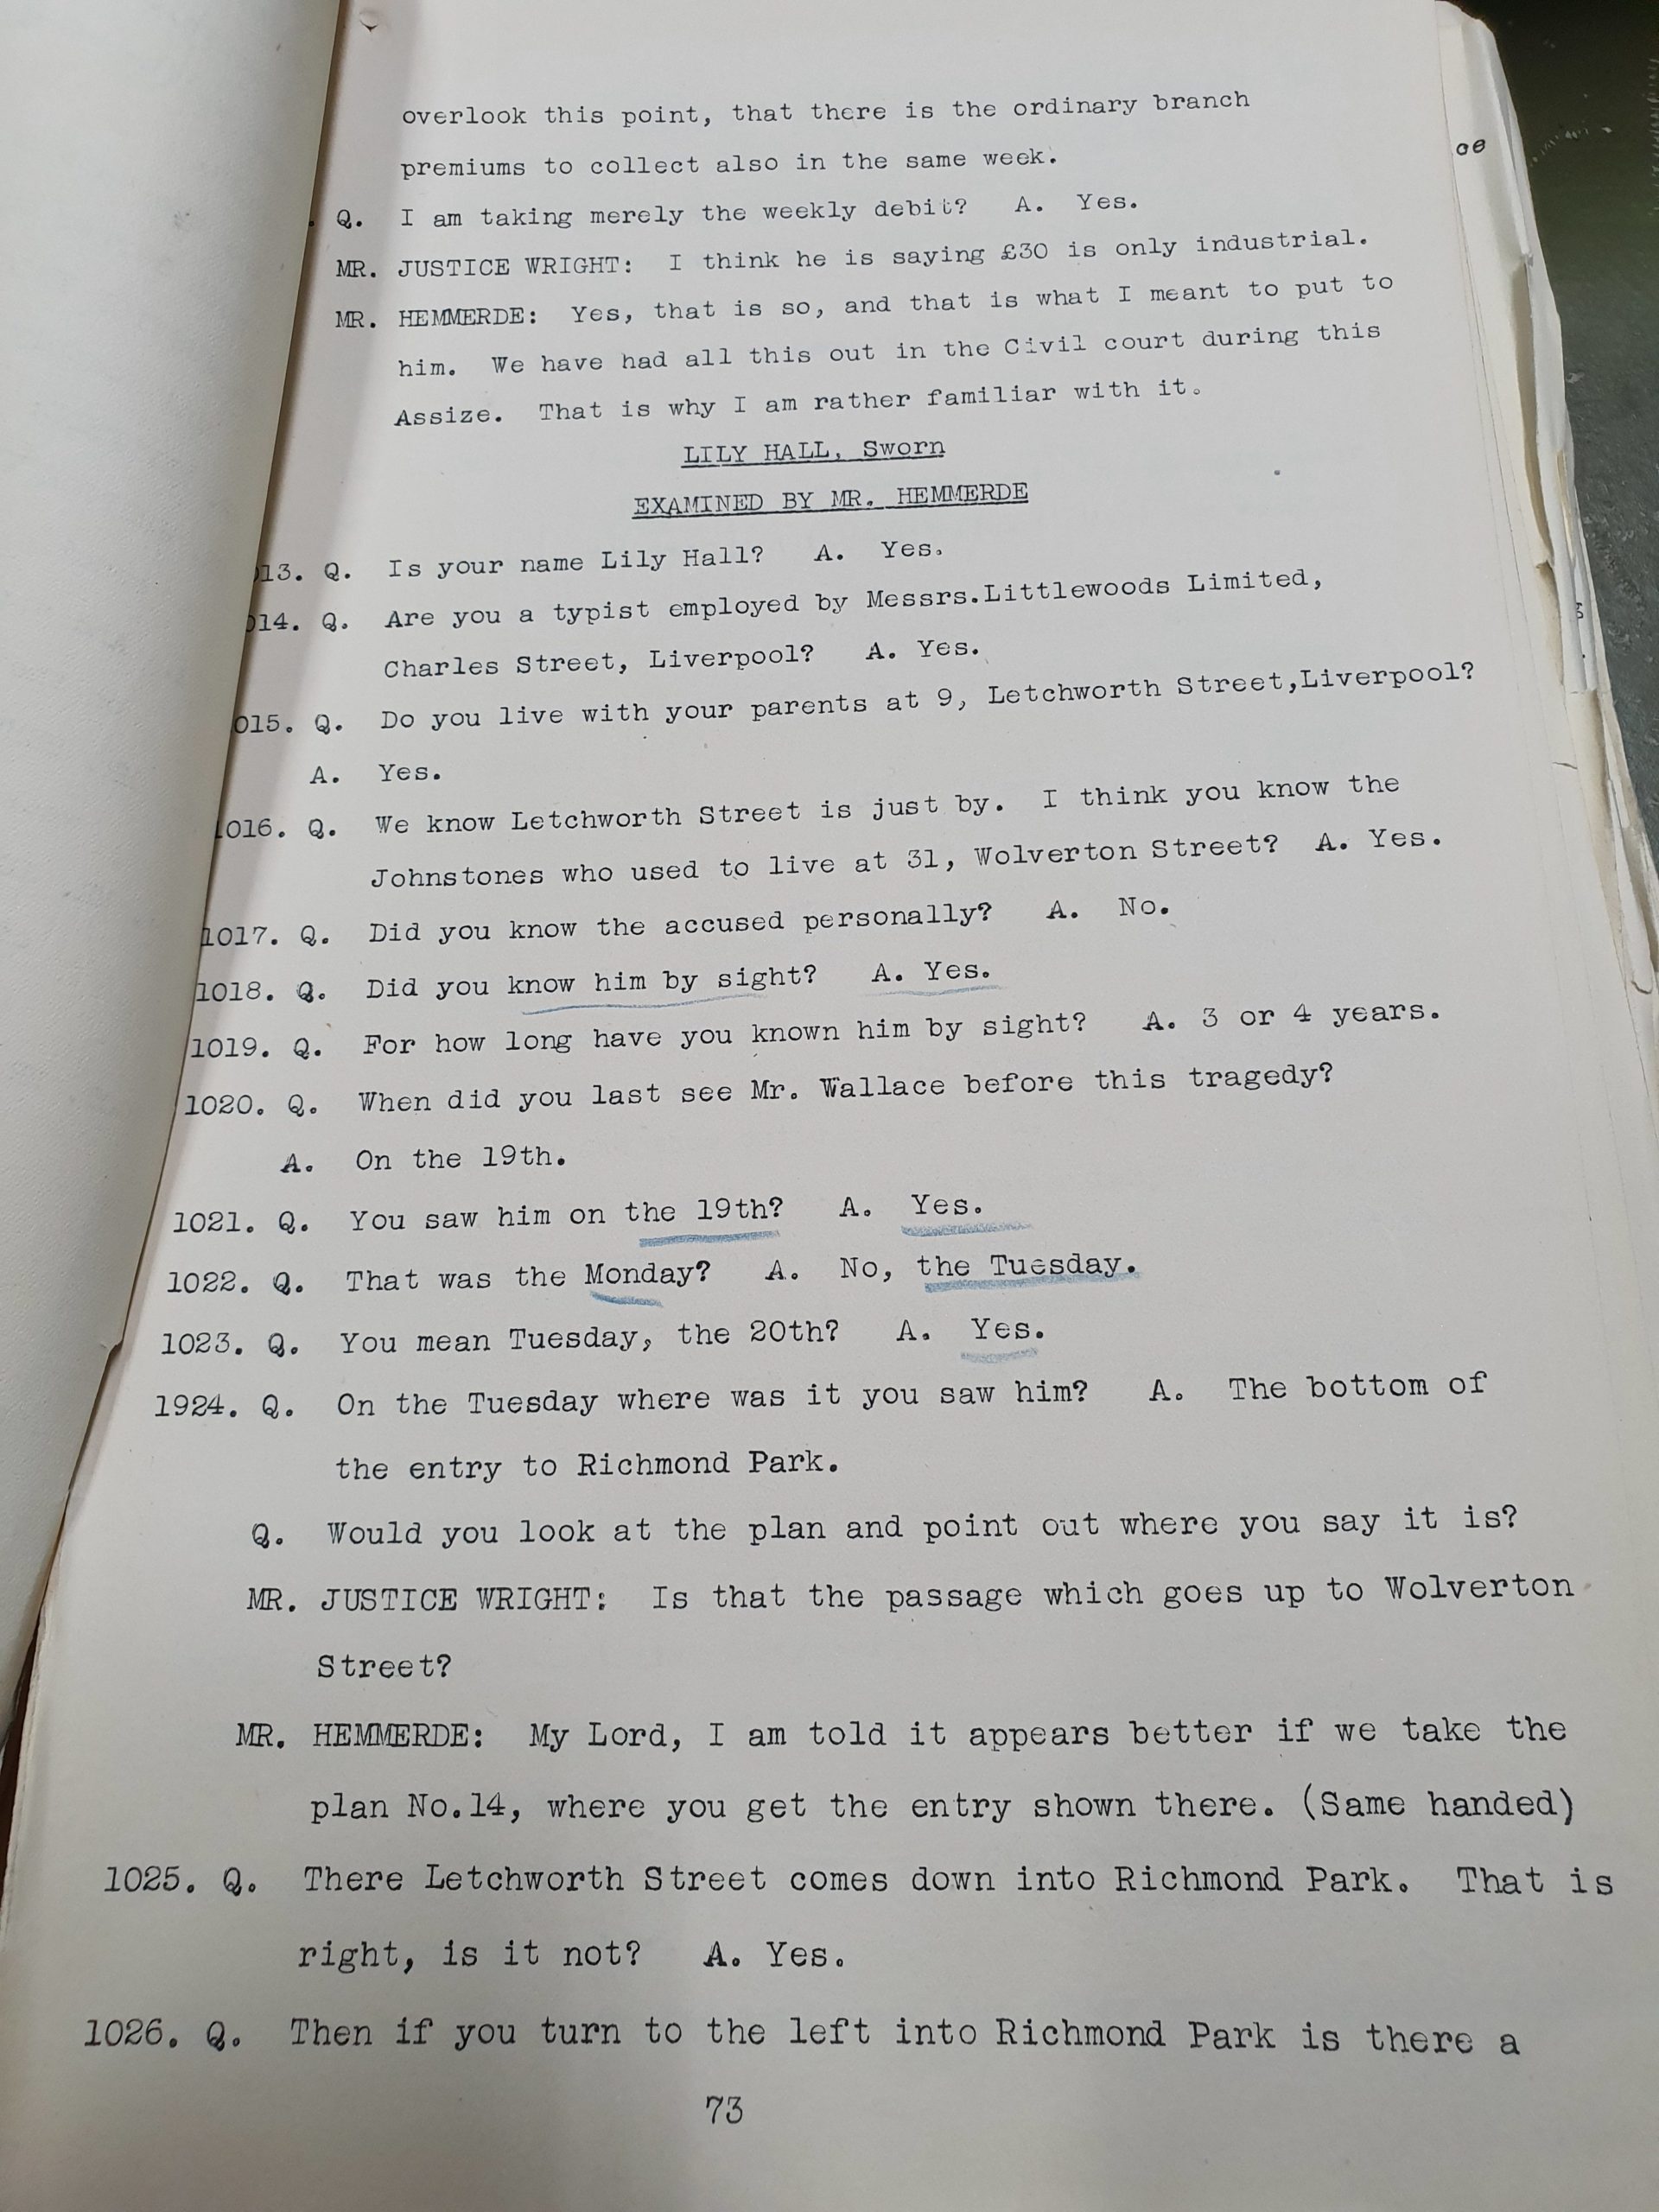 overlook this point, that there is the ordinary branch
premiums to collect also in the same week.
Q. I am taking merely the weekly debit? A. Yes.
MR. JUSTICE WRIGHT: I think he is saying £30 is only industrial.
MR. HEMMERDE: Yes, that is so, and that is what I meant to put to
him. We have had all this out in the Civil court during this
Assize. That is why I am rather familiar with it.
LILY HALL, Sworn
EXAMINED BY MR. HEMMERDE
13. Q. Is your name Lily Hall? A. Yes.
014. Q. Are you a typist employed by Messrs.Littlewoods Limited,
Charles Street, Liverpool? A. Yes.
015. Q. Do you live with your parents at 9, Letchworth Street,Liverpool?
A. Yes.
1016. Q. We know Letchworth Street is just by. I think you know the
Johnstones who used to live at 31, Wolverton Street? A. Yes.
1017. Q. Did you know the accused personally? A. No.
1018. Q. Did you know him by sight? A. Yes.
1019. Q. For how long have you known him by sight? A. 3 or 4 years.
1020. Q. When did you last see Mr. Wallace before this tragedy?
A. On the 19th.
1021. Q. You saw him on the 19th? A. Yes.
1022. Q. That was the Monday? A. No, the Tuesday.
1023. Q. You mean Tuesday, the 20th? A. Yes.
1924. Q. On the Tuesday where was it you saw him? A. The bottom of
the entry to Richmond Park.
Q. Would you look at the plan and point out where you say it is?
MR. JUSTICE WRIGHT: Is that the passage which goes up to Wolverton
Street?
MR. HEMMERDE: My Lord, I am told it appears better if we take the
plan No.14, where you get the entry shown there. (Same handed)
1025. Q. There Letchworth Street comes down into Richmond Park. That is
right, is it not? A. Yes.
1026. Q. Then if you turn to the left into Richmond Park is there a
73